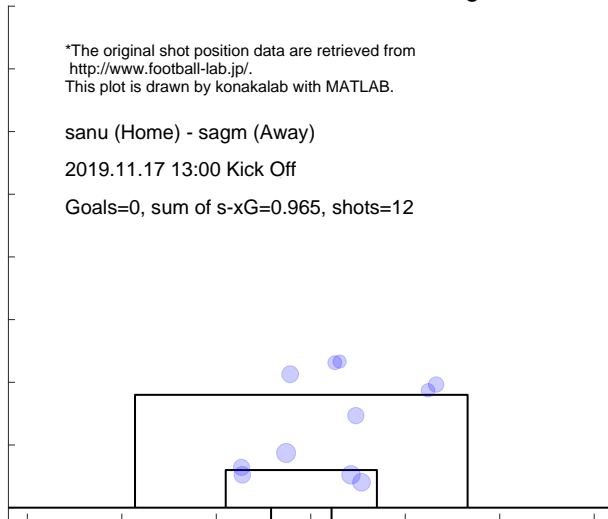 *The original shot position data are retrieved from
http://www.football-lab.jp/.
This plot is drawn by konakalab with MATLAB.
sanu (Home) - sagm (Away)
2019.11.17 13:00 Kick Off
Goals=0, sum of s-xG=0.965, shots=12